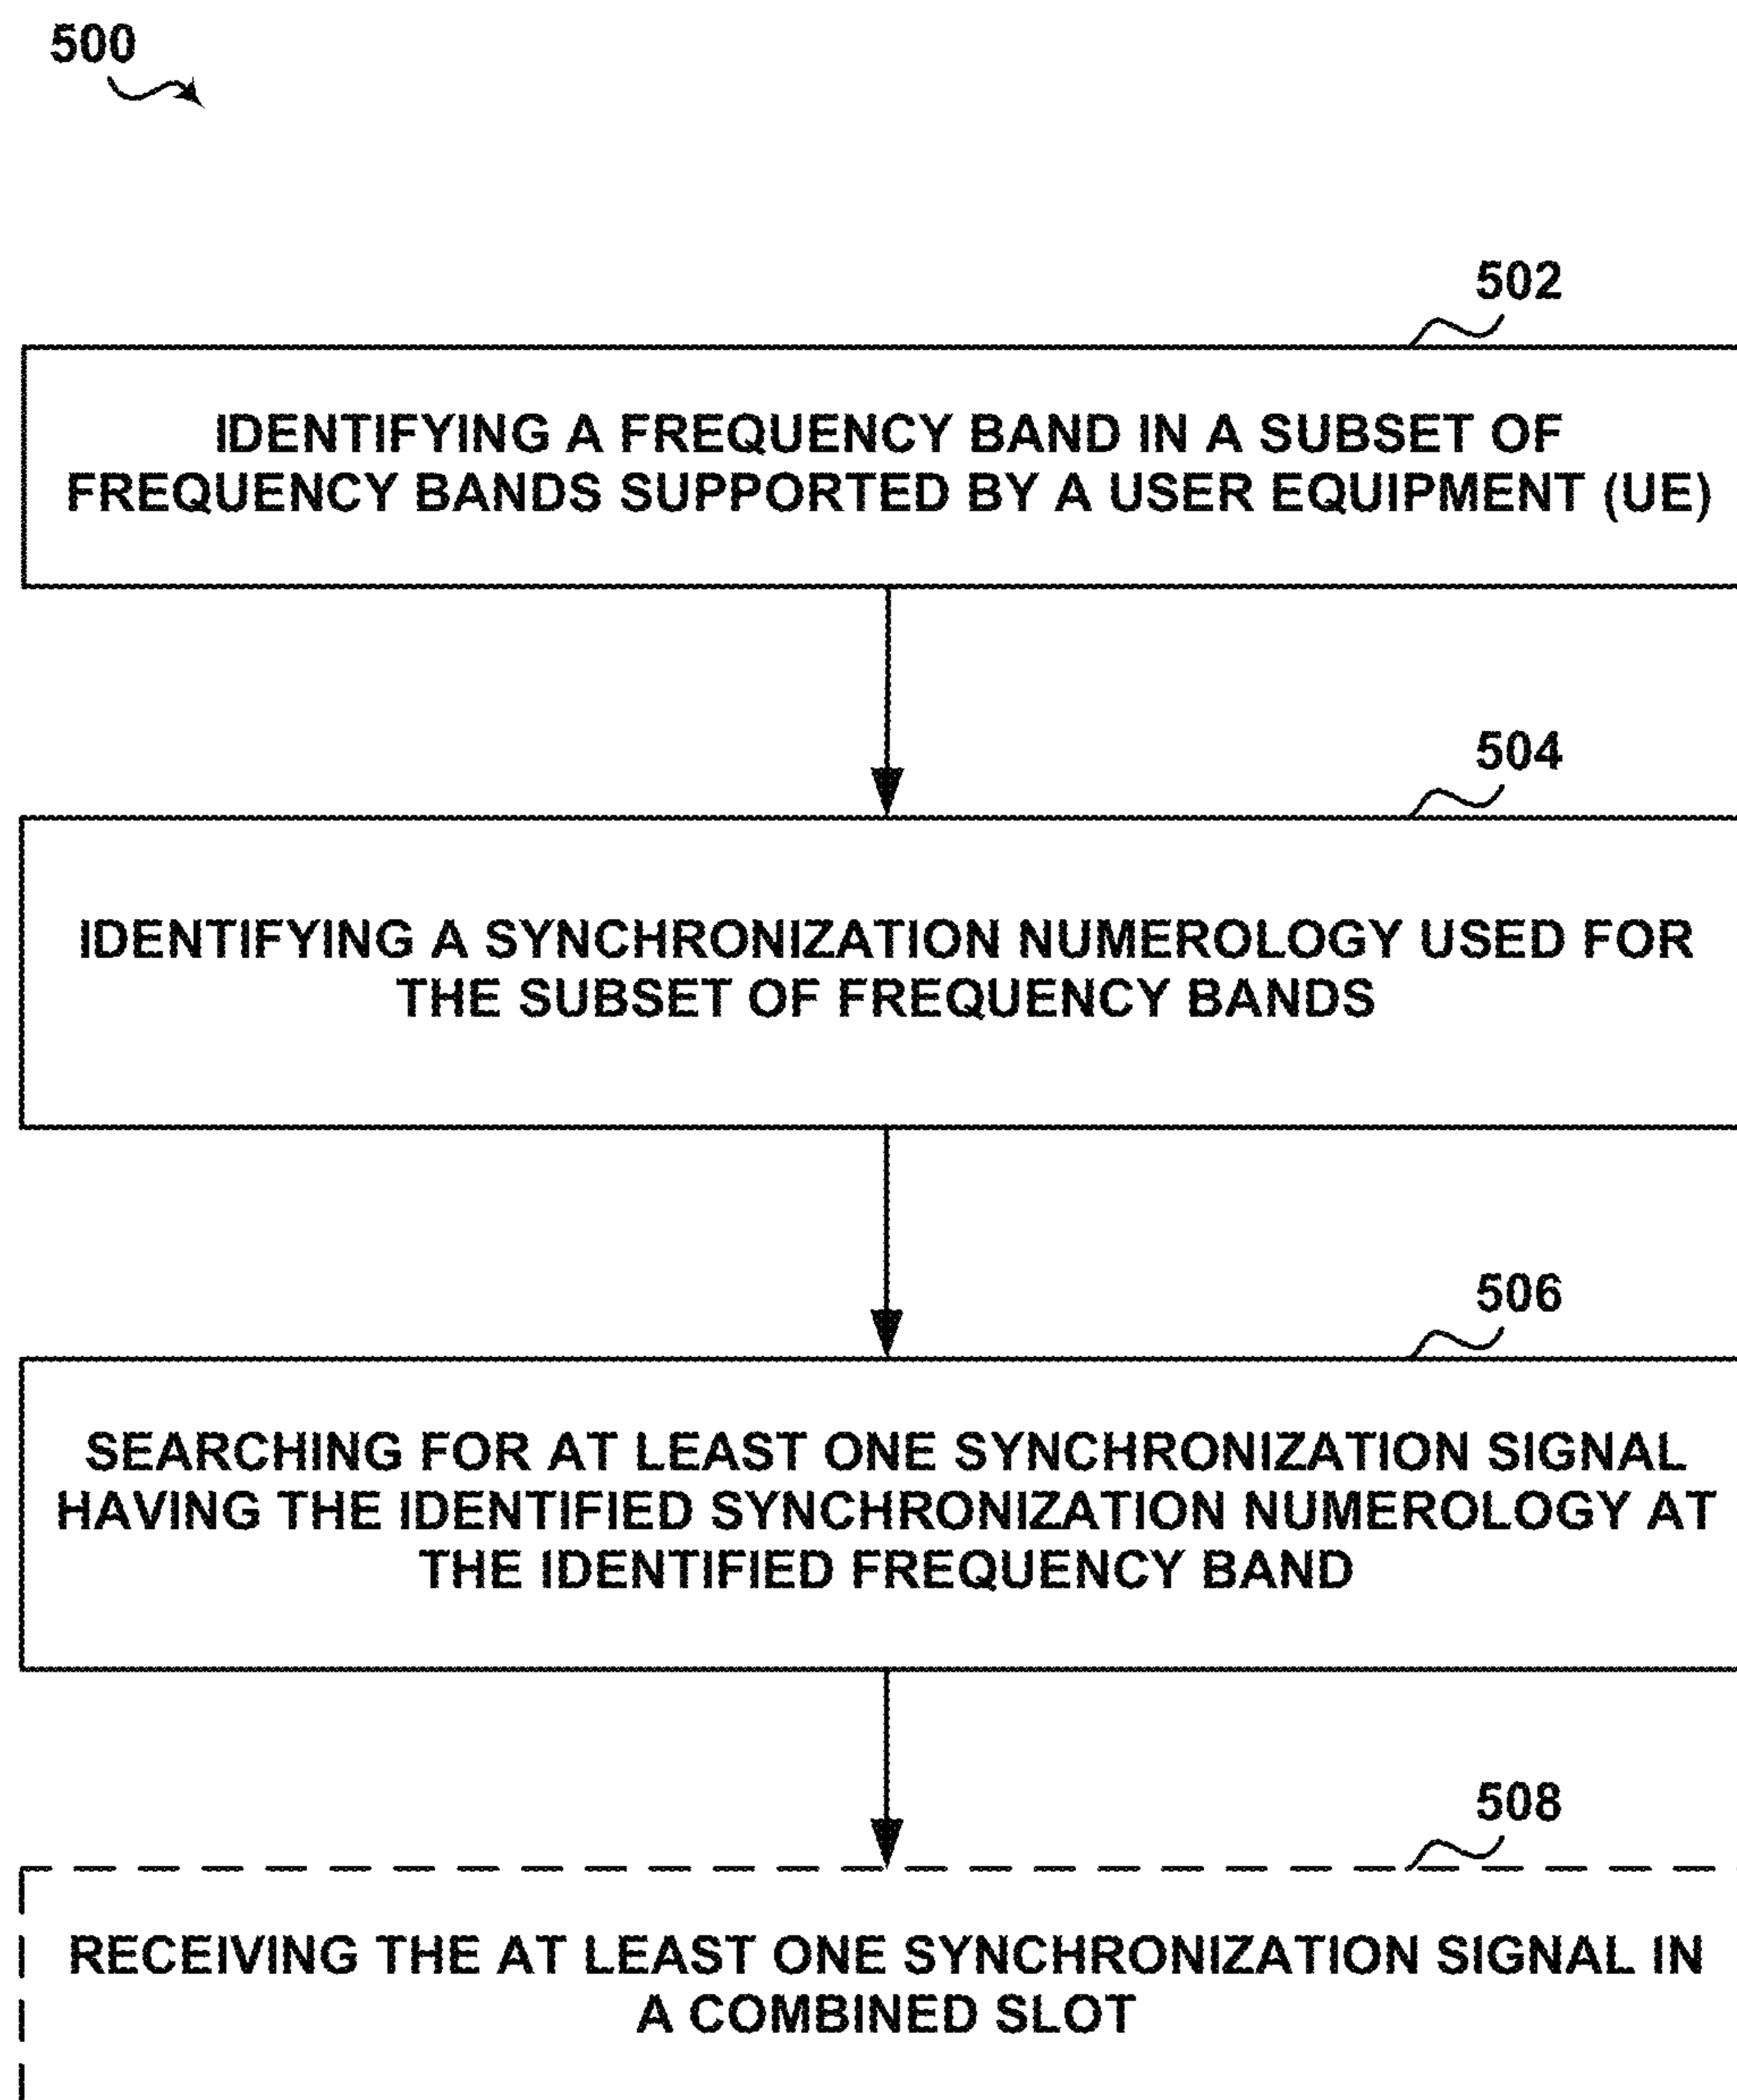 500
502
IDENTIFYING A FREQUENCY BAND IN A SUBSET OF
FREQUENCY BANDS SUPPORTED BY A USER EQUIPMENT (UE)
504
IDENTIFYING A SYNCHRONIZATION NUMEROLOGY USED FOR
THE SUBSET OF FREQUENCY BANDS
506
SEARCHING FOR AT LEAST ONE SYNCHRONIZATION SIGNAL
HAVING THE IDENTIFIED SYNCHRONIZATION NUMEROLOGY AT
THE IDENTIFIED FREQUENCY BAND
508
RECEIVING THE AT LEAST ONE SYNCHRONIZATION SIGNAL IN
A COMBINED SLOT